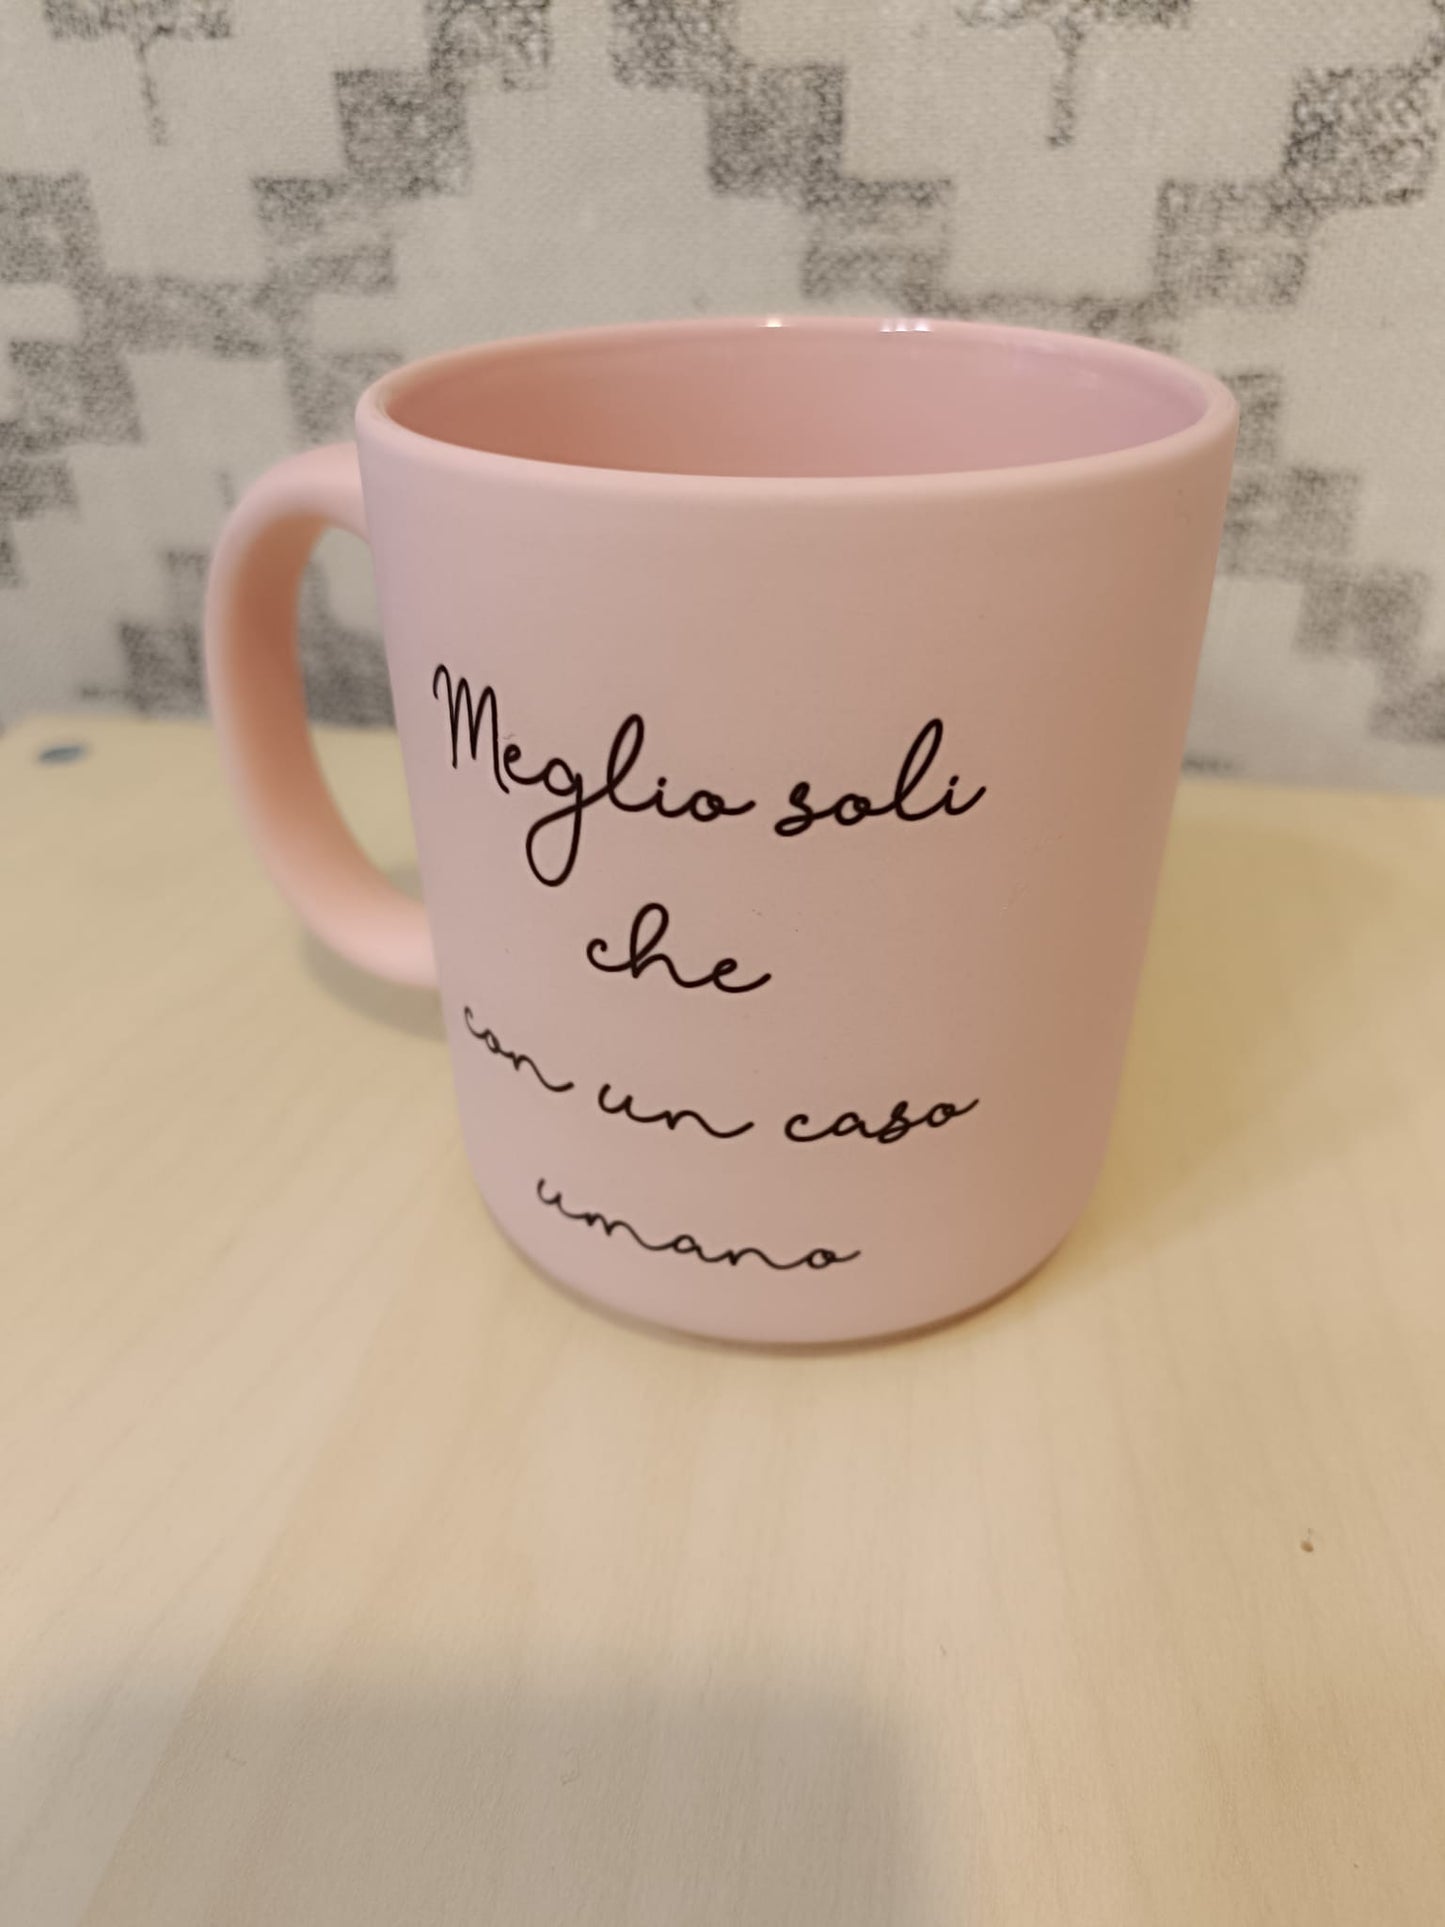 Meglio soli
che
con un caso
umano